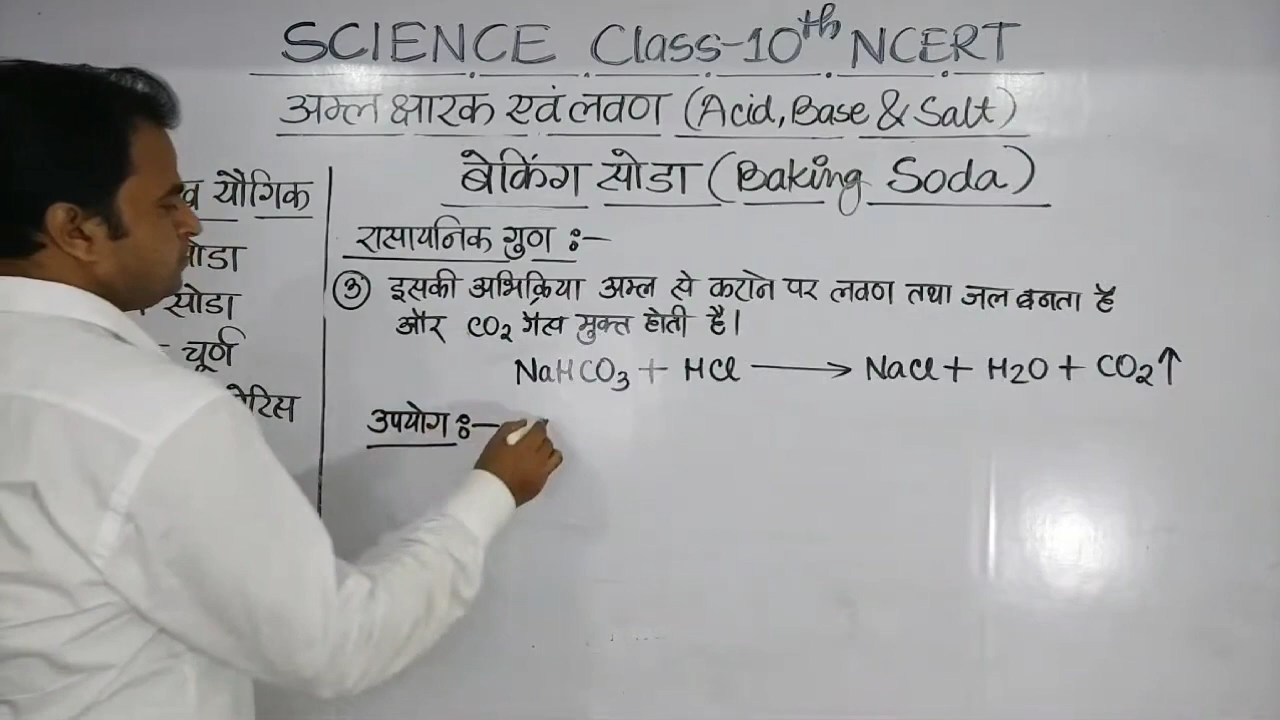 SCIENCE Class-10th NCERT
अम्ल क्षारक एवं लवण (Acid, Base & Salt)
बेकिंग सोडा (Baking Soda)
यौगिक
सोडा
चूर्ण
रासायनिक गुण :-
③ इसकी अभिक्रिया अम्ल से कराने पर लवण तथा जल बनता है
और CO₂ गैस मुक्त होती है।
NaHCO₃ + HCl ⟶ NaCl + H2O + CO₂↑
उपयोग :-